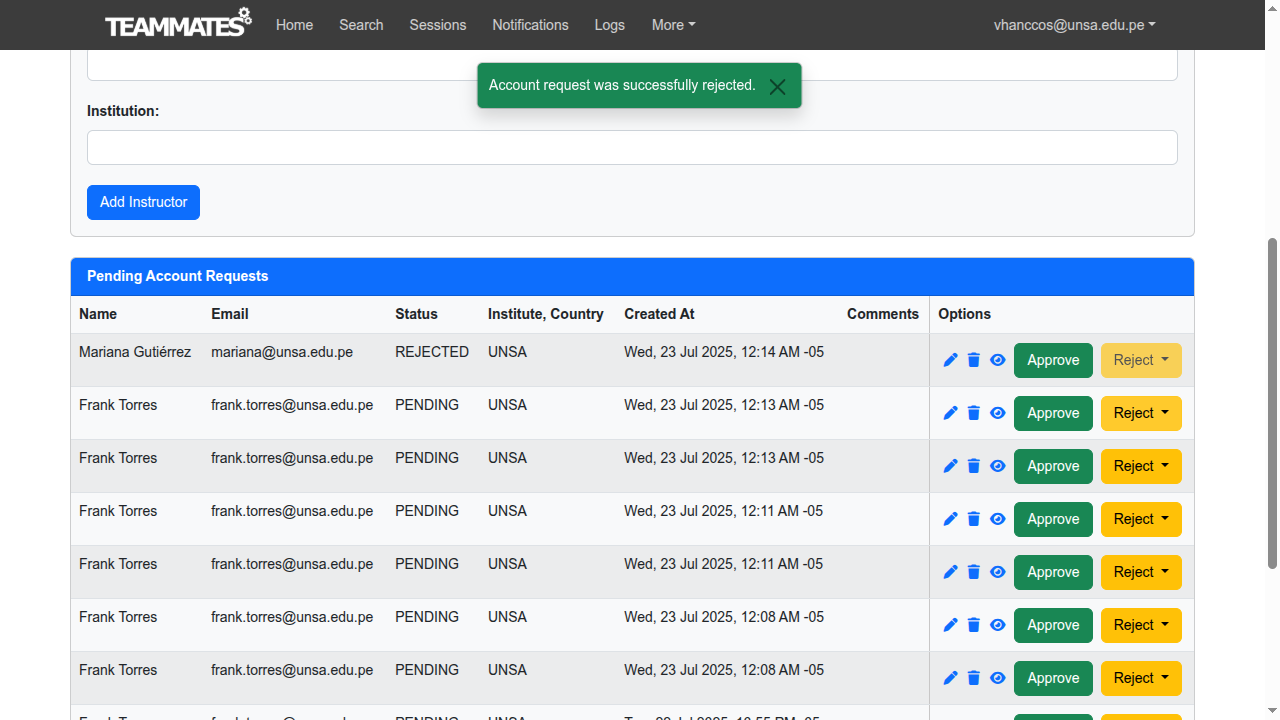 TEAMMATES Home Search Sessions Notifications Logs More vhanccos@unsa.edu.pe
Account request was successfully rejected.
Institution:
Add Instructor
Pending Account Requests
Name Email Status Institute, Country Created At Comments Options
Mariana Gutiérrez mariana@unsa.edu.pe REJECTED UNSA Wed, 23 Jul 2025, 12:14 AM -05 Approve Reject
Frank Torres frank.torres@unsa.edu.pe PENDING UNSA Wed, 23 Jul 2025, 12:13 AM -05 Approve Reject
Frank Torres frank.torres@unsa.edu.pe PENDING UNSA Wed, 23 Jul 2025, 12:13 AM -05 Approve Reject
Frank Torres frank.torres@unsa.edu.pe PENDING UNSA Wed, 23 Jul 2025, 12:11 AM -05 Approve Reject
Frank Torres frank.torres@unsa.edu.pe PENDING UNSA Wed, 23 Jul 2025, 12:11 AM -05 Approve Reject
Frank Torres frank.torres@unsa.edu.pe PENDING UNSA Wed, 23 Jul 2025, 12:08 AM -05 Approve Reject
Frank Torres frank.torres@unsa.edu.pe PENDING UNSA Wed, 23 Jul 2025, 12:08 AM -05 Approve Reject